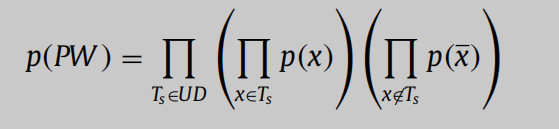 p(PW) = ∏_{T_s∈UD} (∏_{x∈T_s} p(x)) (∏_{x∉T_s} p(x̄))